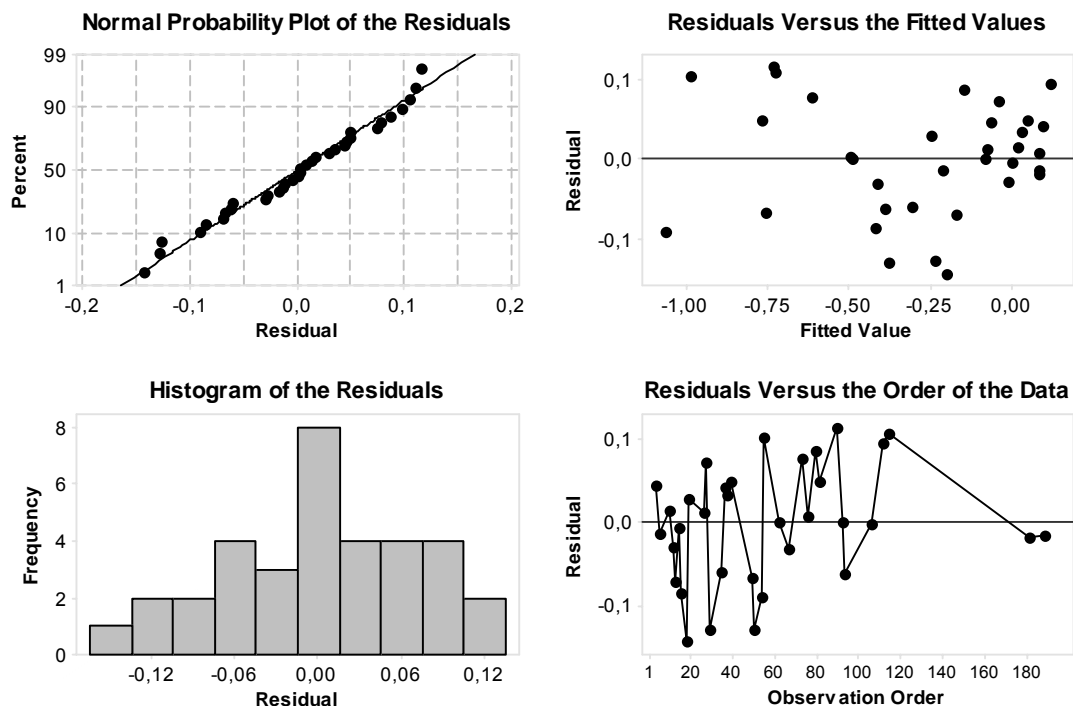 Normal Probability Plot of the Residuals
99
90
50
10
1
Percent
-0,2 -0,1 0,0 0,1 0,2
Residual
Residuals Versus the Fitted Values
0,1
0,0
-0,1
Residual
-1,00 -0,75 -0,50 -0,25 0,00
Fitted Value
Histogram of the Residuals
8
6
4
2
0
Frequency
-0,12 -0,06 0,00 0,06 0,12
Residual
Residuals Versus the Order of the Data
0,1
0,0
-0,1
Residual
1 20 40 60 80 100 120 140 160 180
Observation Order